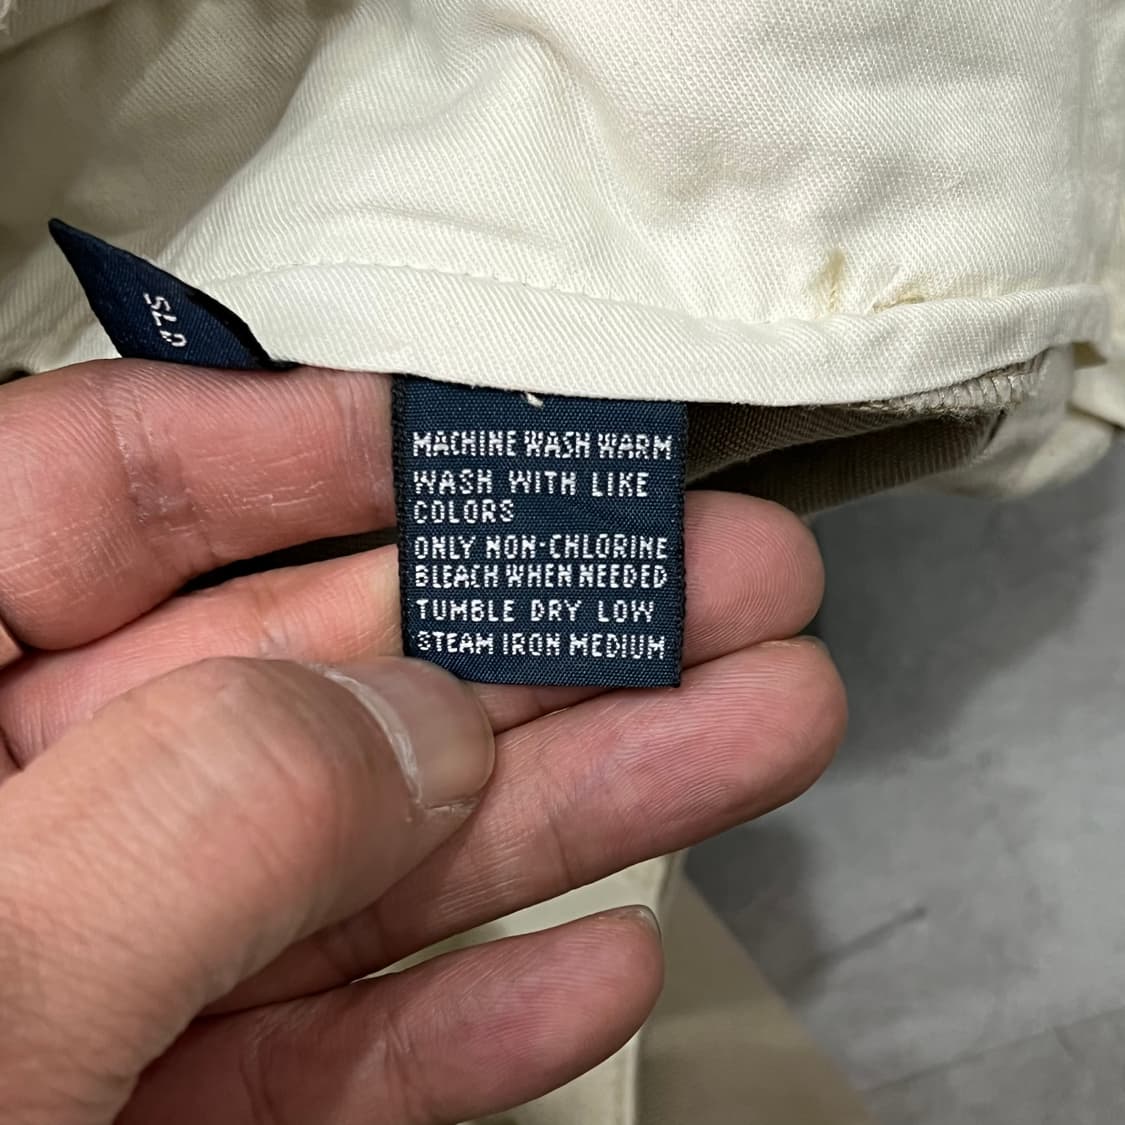 MACHINE WASH WARM
WASH WITH LIKE
COLORS
ONLY NON-CHLORINE
BLEACH WHEN NEEDED
TUMBLE DRY LOW
STEAM IRON MEDIUM